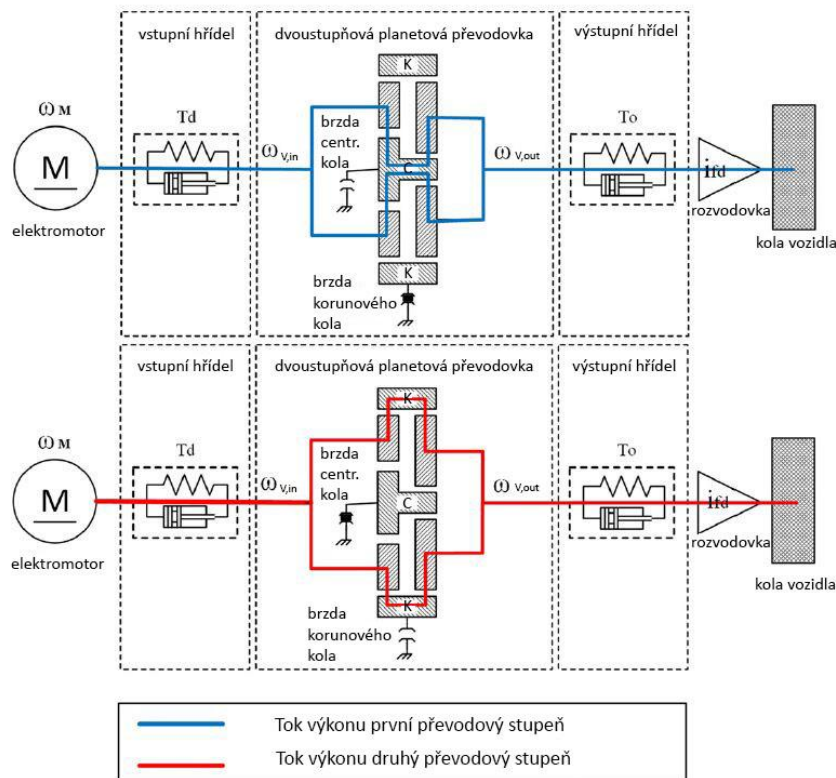 vstupní hřídel
dvoustupňová planetová převodovka
výstupní hřídel
K
ω M
Td
brzda
centr.
kola
To
ω v,in
ω v,out
M
C
ifd
elektromotor
rozvodovka
kola vozidla
K
brzda
korunového
kola
vstupní hřídel
dvoustupňová planetová převodovka
výstupní hřídel
K
ω M
Td
brzda
centr.
kola
To
ω v,in
ω v,out
M
C
ifd
elektromotor
rozvodovka
kola vozidla
K
brzda
korunového
kola
Tok výkonu první převodový stupeň
Tok výkonu druhý převodový stupeň